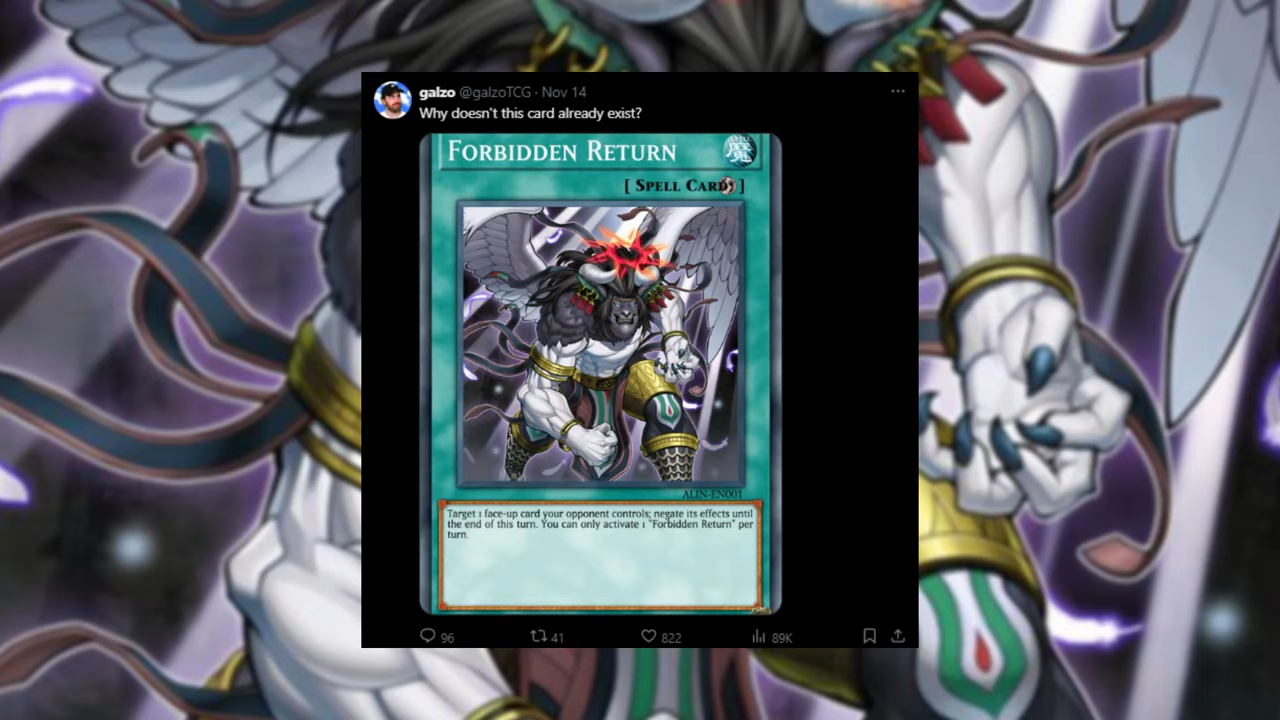 galzo @galzoTCG · Nov 14
Why doesn't this card already exist?
FORBIDDEN RETURN
魔
[ SPELL CARD ]
ALIN-EN001
Target 1 face-up card your opponent controls; negate its effects until
the end of this turn. You can only activate 1 "Forbidden Return" per
turn.
96 41 822 89K